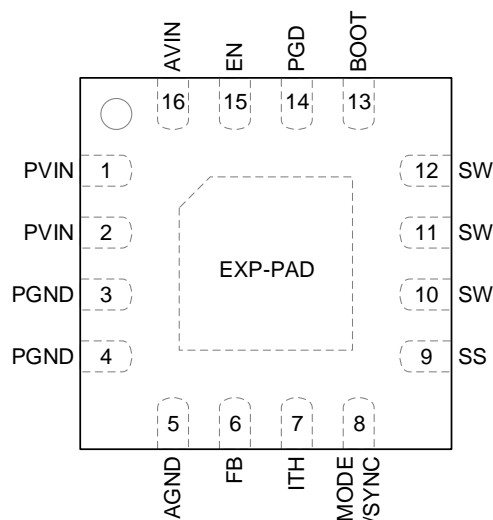 AVIN
EN
PGD
BOOT
16
15
14
13
PVIN 1
12 SW
PVIN 2
11 SW
EXP-PAD
PGND 3
10 SW
PGND 4
9 SS
5
6
7
8
AGND
FB
ITH
MODE
/SYNC